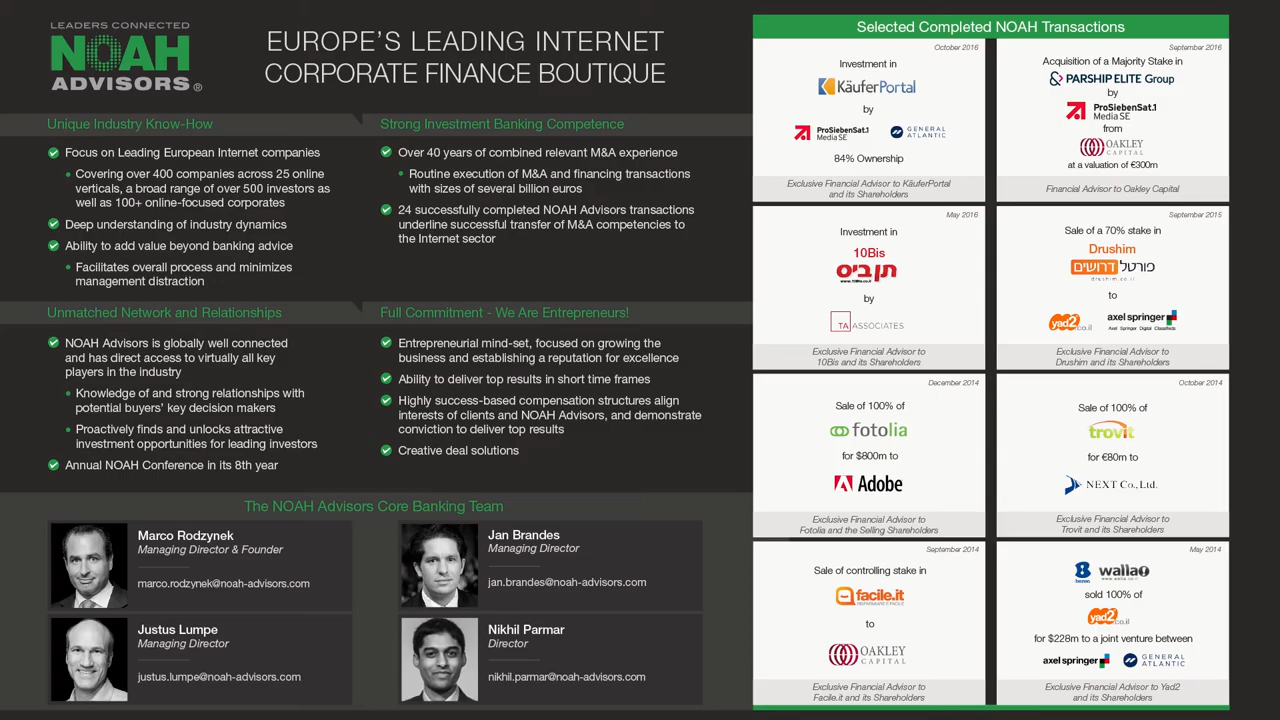 LEADERS CONNECTED
NOAH
ADVISORS®
EUROPE'S LEADING INTERNET
CORPORATE FINANCE BOUTIQUE
Unique Industry Know-How
Focus on Leading European Internet companies
• Covering over 400 companies across 25 online
verticals, a broad range of over 500 investors as
well as 100+ online-focused corporates
Deep understanding of industry dynamics
Ability to add value beyond banking advice
• Facilitates overall process and minimizes
management distraction
Strong Investment Banking Competence
Over 40 years of combined relevant M&A experience
• Routine execution of M&A and financing transactions
with sizes of several billion euros
24 successfully completed NOAH Advisors transactions
underline successful transfer of M&A competencies to
the Internet sector
Unmatched Network and Relationships
NOAH Advisors is globally well connected
and has direct access to virtually all key
players in the industry
• Knowledge of and strong relationships with
potential buyers' key decision makers
• Proactively finds and unlocks attractive
investment opportunities for leading investors
Annual NOAH Conference in its 8th year
Full Commitment - We Are Entrepreneurs!
Entrepreneurial mind-set, focused on growing the
business and establishing a reputation for excellence
Ability to deliver top results in short time frames
Highly success-based compensation structures align
interests of clients and NOAH Advisors, and demonstrate
conviction to deliver top results
Creative deal solutions
The NOAH Advisors Core Banking Team
Marco Rodzynek
Managing Director & Founder
marco.rodzynek@noah-advisors.com
Jan Brandes
Managing Director
jan.brandes@noah-advisors.com
Justus Lumpe
Managing Director
justus.lumpe@noah-advisors.com
Nikhil Parmar
Director
nikhil.parmar@noah-advisors.com
Selected Completed NOAH Transactions
October 2016
Investment in
KäuferPortal
by
ProSiebenSat.1
Media SE
GENERAL
ATLANTIC
84% Ownership
Exclusive Financial Advisor to KäuferPortal
and its Shareholders
September 2016
Acquisition of a Majority Stake in
PARSHIP ELITE Group
by
ProSiebenSat.1
Media SE
from
OAKLEY
CAPITAL
at a valuation of €300m
Financial Advisor to Oakley Capital
May 2016
Investment in
10Bis
תן ביס
www.10Bis.co.il
by
TA ASSOCIATES
Exclusive Financial Advisor to
10Bis and its Shareholders
September 2015
Sale of a 70% stake in
Drushim
פורטל דרושים
drushim.co.il
to
yad2.co.il
axel springer
Axel Springer Digital Classifieds
Exclusive Financial Advisor to
Drushim and its Shareholders
December 2014
Sale of 100% of
fotolia
for $800m to
Adobe
Exclusive Financial Advisor to
Fotolia and the Selling Shareholders
October 2014
Sale of 100% of
trovit
for €80m to
NEXT Co., Ltd.
Exclusive Financial Advisor to
Trovit and its Shareholders
September 2014
Sale of controlling stake in
facile.it
RISPARMIARE È FACILE
to
OAKLEY
CAPITAL
Exclusive Financial Advisor to
Facile.it and its Shareholders
May 2014
bezeq
walla!
www.walla.co.il
sold 100% of
yad2.co.il
for $228m to a joint venture between
axel springer
GENERAL
ATLANTIC
Exclusive Financial Advisor to Yad2
and its Shareholders